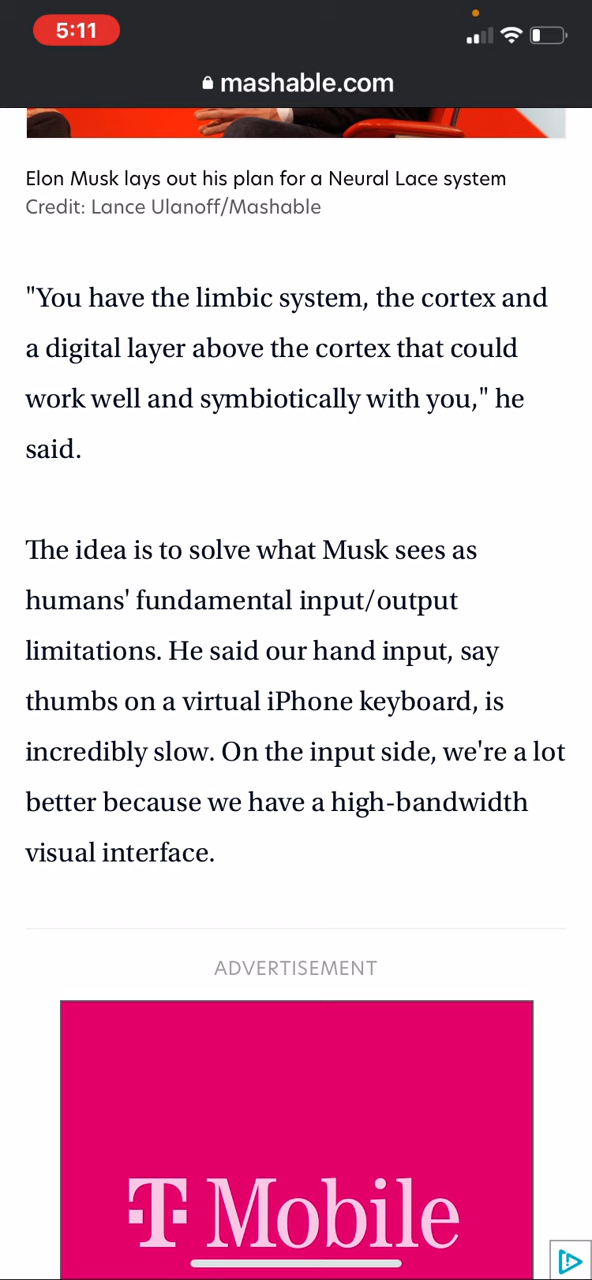 5:11
mashable.com
Elon Musk lays out his plan for a Neural Lace system
Credit: Lance Ulanoff/Mashable
"You have the limbic system, the cortex and
a digital layer above the cortex that could
work well and symbiotically with you," he
said.
The idea is to solve what Musk sees as
humans' fundamental input/output
limitations. He said our hand input, say
thumbs on a virtual iPhone keyboard, is
incredibly slow. On the input side, we're a lot
better because we have a high-bandwidth
visual interface.
ADVERTISEMENT
T Mobile